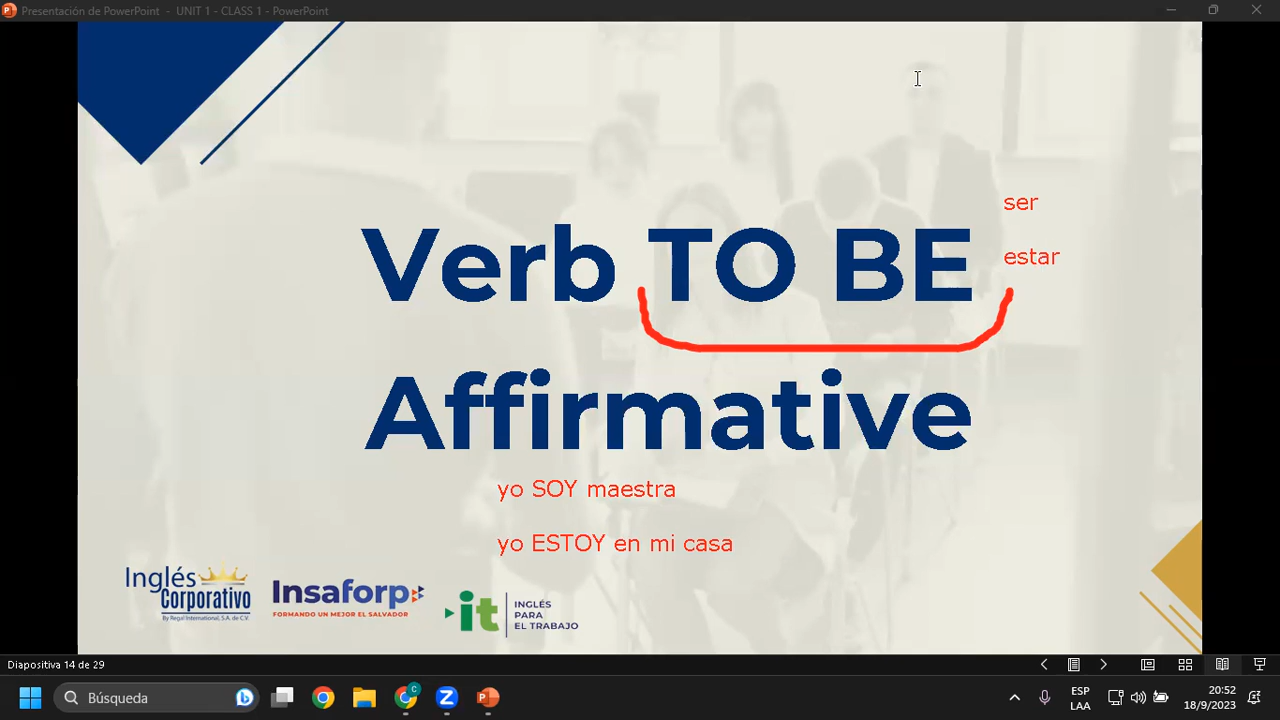 Presentación de PowerPoint - UNIT 1 - CLASS 1 - PowerPoint
ser
Verb TO BE
estar
Affirmative
yo SOY maestra
yo ESTOY en mi casa
Inglés
Corporativo
By Regal International, S.A. de C.V.
Insaforp
FORMANDO UN MEJOR EL SALVADOR
it
INGLÉS
PARA
EL TRABAJO
Diapositiva 14 de 29
Búsqueda
ESP
LAA
20:52
18/9/2023